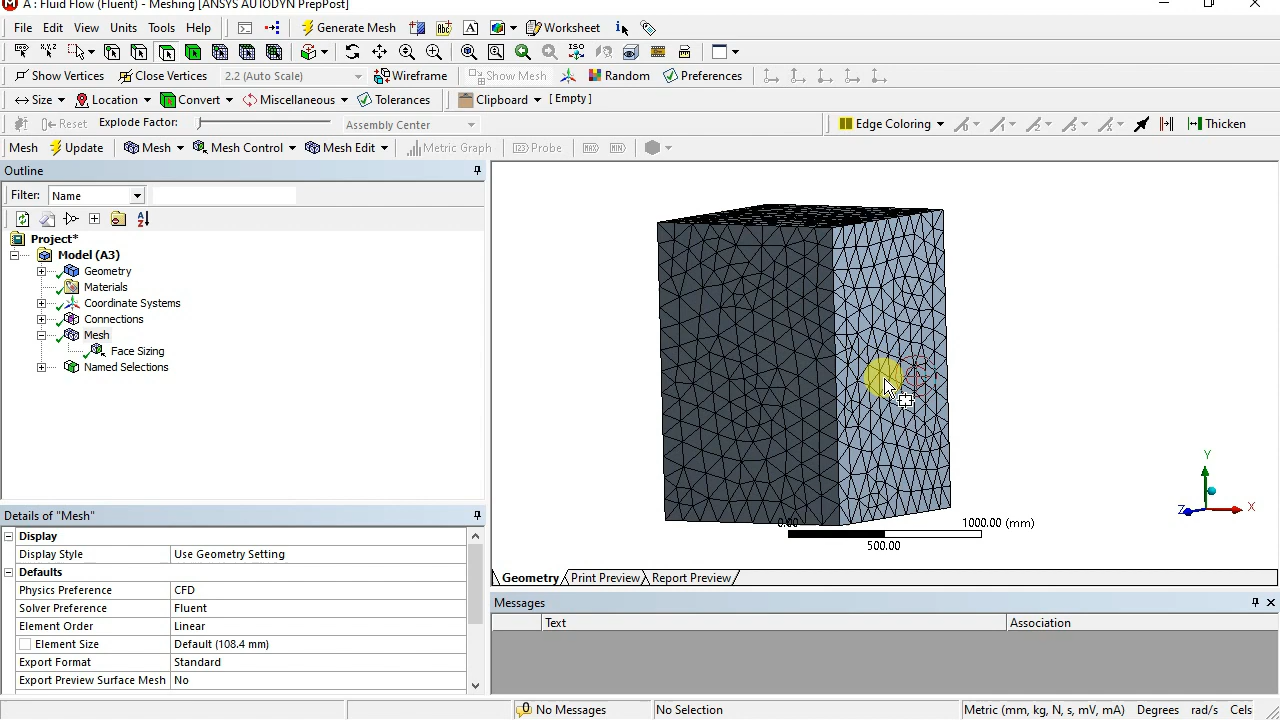 A : Fluid Flow (Fluent) - Meshing [ANSYS AUTODYN PrepPost]
File Edit View Units Tools Help Generate Mesh A Worksheet i
ISO
Show Vertices Close Vertices 2.2 (Auto Scale) Wireframe Show Mesh Random Preferences
Size Location Convert Miscellaneous Tolerances Clipboard [ Empty ]
Reset Explode Factor: Assembly Center Edge Coloring Thicken
Mesh Update Mesh Mesh Control Mesh Edit Metric Graph Probe MAX MIN
Outline
Filter: Name
Project*
Model (A3)
Geometry
Materials
Coordinate Systems
Connections
Mesh
Face Sizing
Named Selections
Details of "Mesh"
Display
Display Style Use Geometry Setting
Defaults
Physics Preference CFD
Solver Preference Fluent
Element Order Linear
Element Size Default (108.4 mm)
Export Format Standard
Export Preview Surface Mesh No
0.00 1000.00 (mm)
500.00
Y
Z X
Geometry Print Preview Report Preview
Messages
Text Association
0 No Messages No Selection Metric (mm, kg, N, s, mV, mA) Degrees rad/s Cels